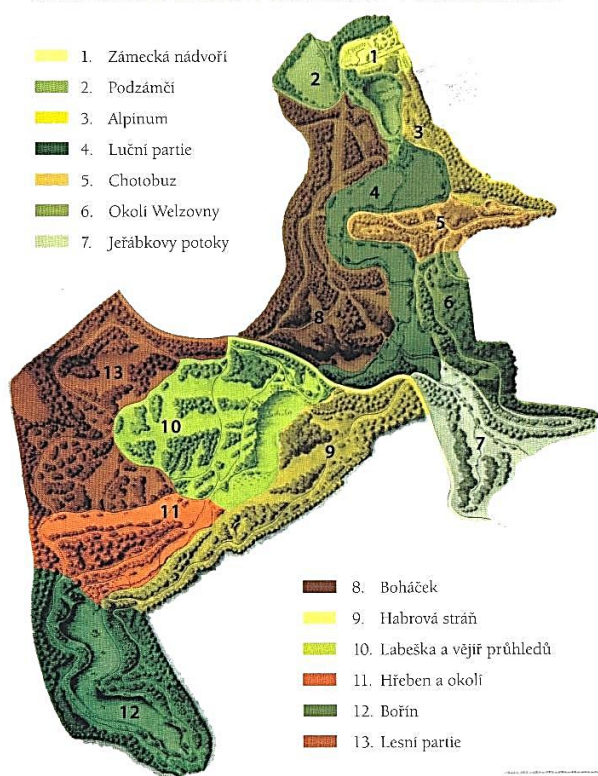 1. Zámecká nádvoří
2. Podzámčí
3. Alpinum
4. Luční partie
5. Chotobuz
6. Okolí Welzovny
7. Jeřábkovy potoky
1
2
3
4
5
6
8
13
10
9
7
11
12
8. Boháček
9. Habrová stráň
10. Labeška a vějíř průhledů
11. Hřeben a okolí
12. Bořín
13. Lesní partie